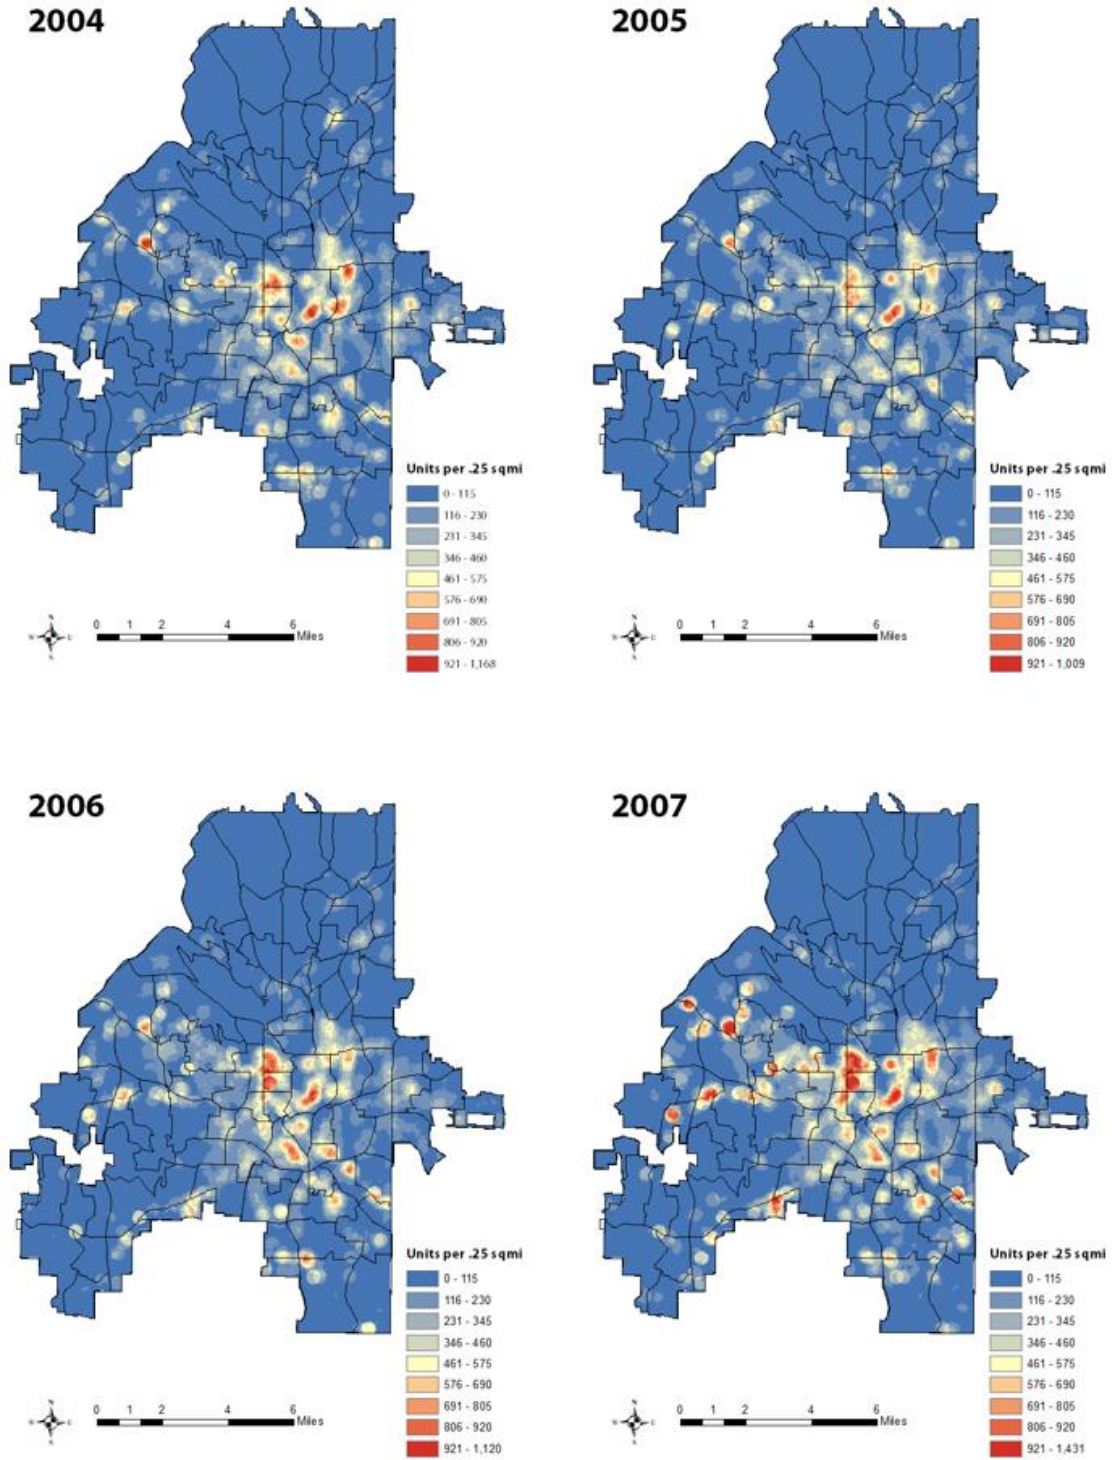 2004
Units per .25 sqmi
0 - 115
116 - 230
231 - 345
346 - 460
461 - 575
576 - 690
691 - 805
806 - 920
921 - 1,168
N
W E
S
0 1 2 4 6
Miles
2005
Units per .25 sqmi
0 - 115
116 - 230
231 - 345
346 - 460
461 - 575
576 - 690
691 - 805
806 - 920
921 - 1,009
N
W E
S
0 1 2 4 6
Miles
2006
Units per .25 sqmi
0 - 115
116 - 230
231 - 345
346 - 460
461 - 575
576 - 690
691 - 805
806 - 920
921 - 1,120
N
W E
S
0 1 2 4 6
Miles
2007
Units per .25 sqmi
0 - 115
116 - 230
231 - 345
346 - 460
461 - 575
576 - 690
691 - 805
806 - 920
921 - 1,431
N
W E
S
0 1 2 4 6
Miles